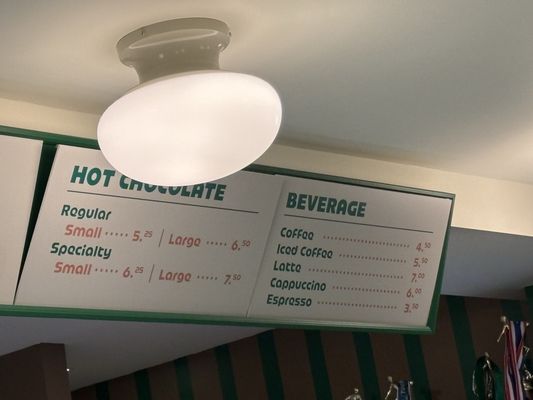 HOT CHOCOLATE
Regular
Small ..... 5.25 | Large ..... 6.50
Specialty
Small ..... 6.25 | Large ..... 7.50
BEVERAGE
Coffee ..... 4.50
Iced Coffee ..... 5.50
Latte ..... 7.00
Cappuccino ..... 6.00
Espresso ..... 3.50